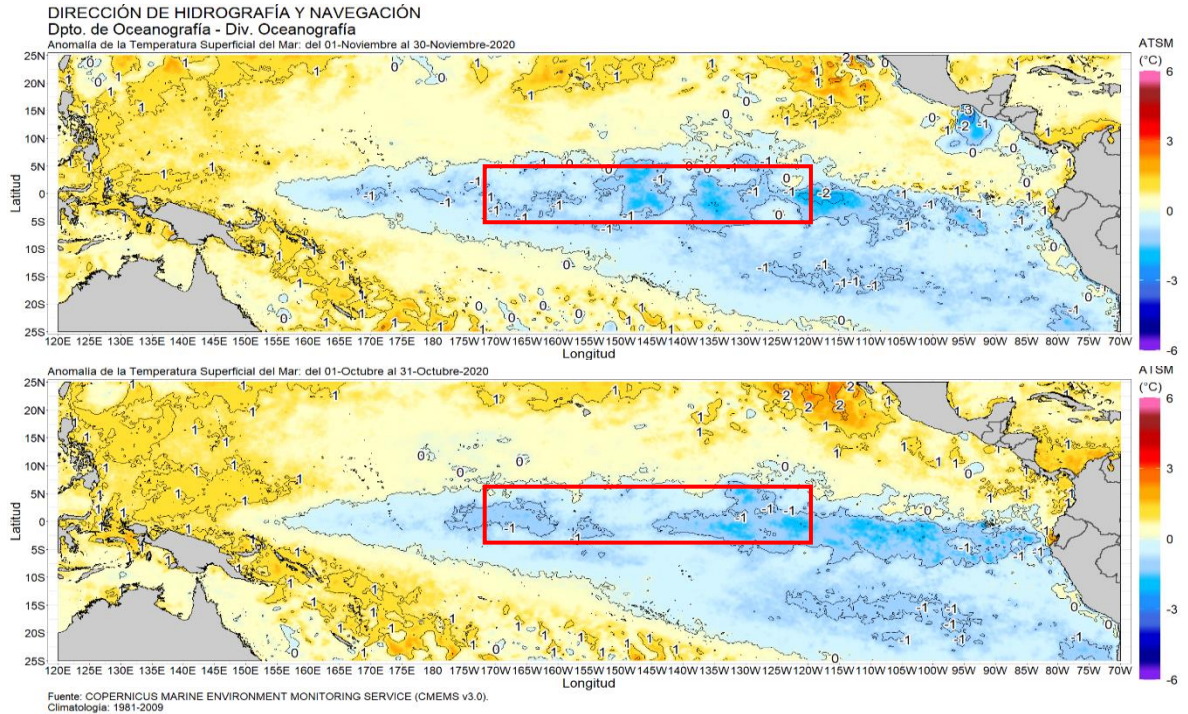 DIRECCIÓN DE HIDROGRAFÍA Y NAVEGACIÓN
Dpto. de Oceanografía - Div. Oceanografía
Anomalía de la Temperatura Superficial del Mar: del 01-Noviembre al 30-Noviembre-2020
ATSM
(°C)
25N
20N
15N
10N
5N
0
5S
10S
15S
20S
25S
Latitud
6
3
0
-3
-6
120E 125E 130E 135E 140E 145E 150E 155E 160E 165E 170E 175E 180E 175W 170W 165W 160W 155W 150W 145W 140W 135W 130W 125W 120W 115W 110W 105W 100W 95W 90W 85W 80W 75W 70W
Longitud
Anomalía de la Temperatura Superficial del Mar: del 01-Octubre al 31-Octubre-2020
ATSM
(°C)
25N
20N
15N
10N
5N
0
5S
10S
15S
20S
25S
Latitud
6
3
0
-3
-6
120E 125E 130E 135E 140E 145E 150E 155E 160E 165E 170E 175E 180E 175W 170W 165W 160W 155W 150W 145W 140W 135W 130W 125W 120W 115W 110W 105W 100W 95W 90W 85W 80W 75W 70W
Longitud
Fuente: COPERNICUS MARINE ENVIRONMENT MONITORING SERVICE (CMEMS v3.0).
Climatología: 1981-2009